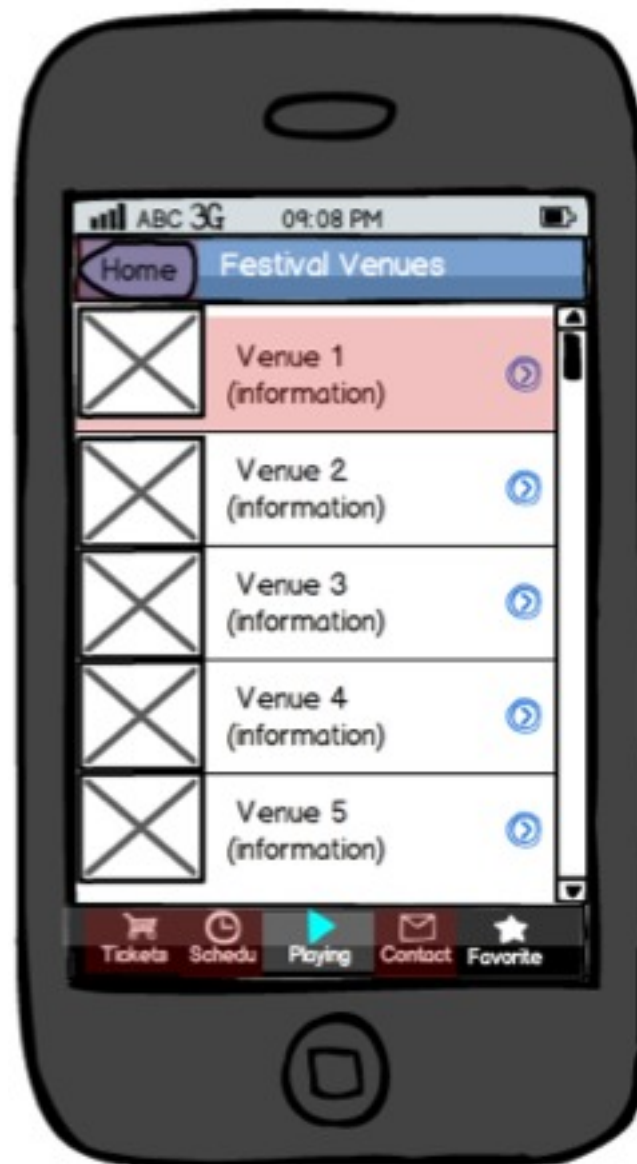 ABC 3G 09:08 PM
Home Festival Venues
Venue 1
(information)
Venue 2
(information)
Venue 3
(information)
Venue 4
(information)
Venue 5
(information)
Tickets Schedu Playing Contact Favorite